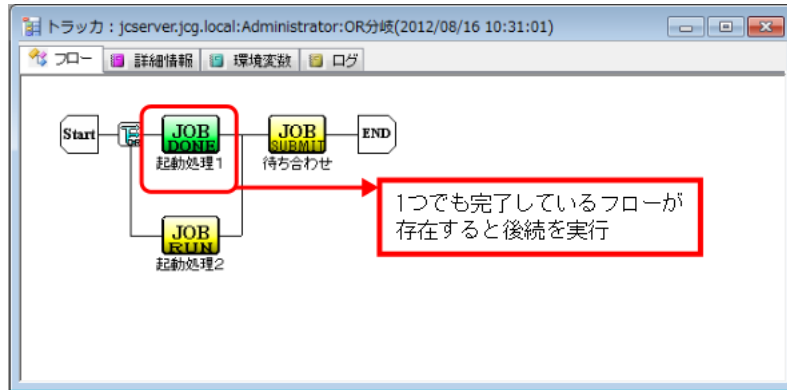 トラッカ：jcserver.jcg.local:Administrator:OR分岐(2012/08/16 10:31:01)
フロー 詳細情報 環境変数 ログ
Start JOB DONE JOB SUBMIT END
起動処理1 待ち合わせ
1つでも完了しているフローが
存在すると後続を実行
JOB RUN
起動処理2